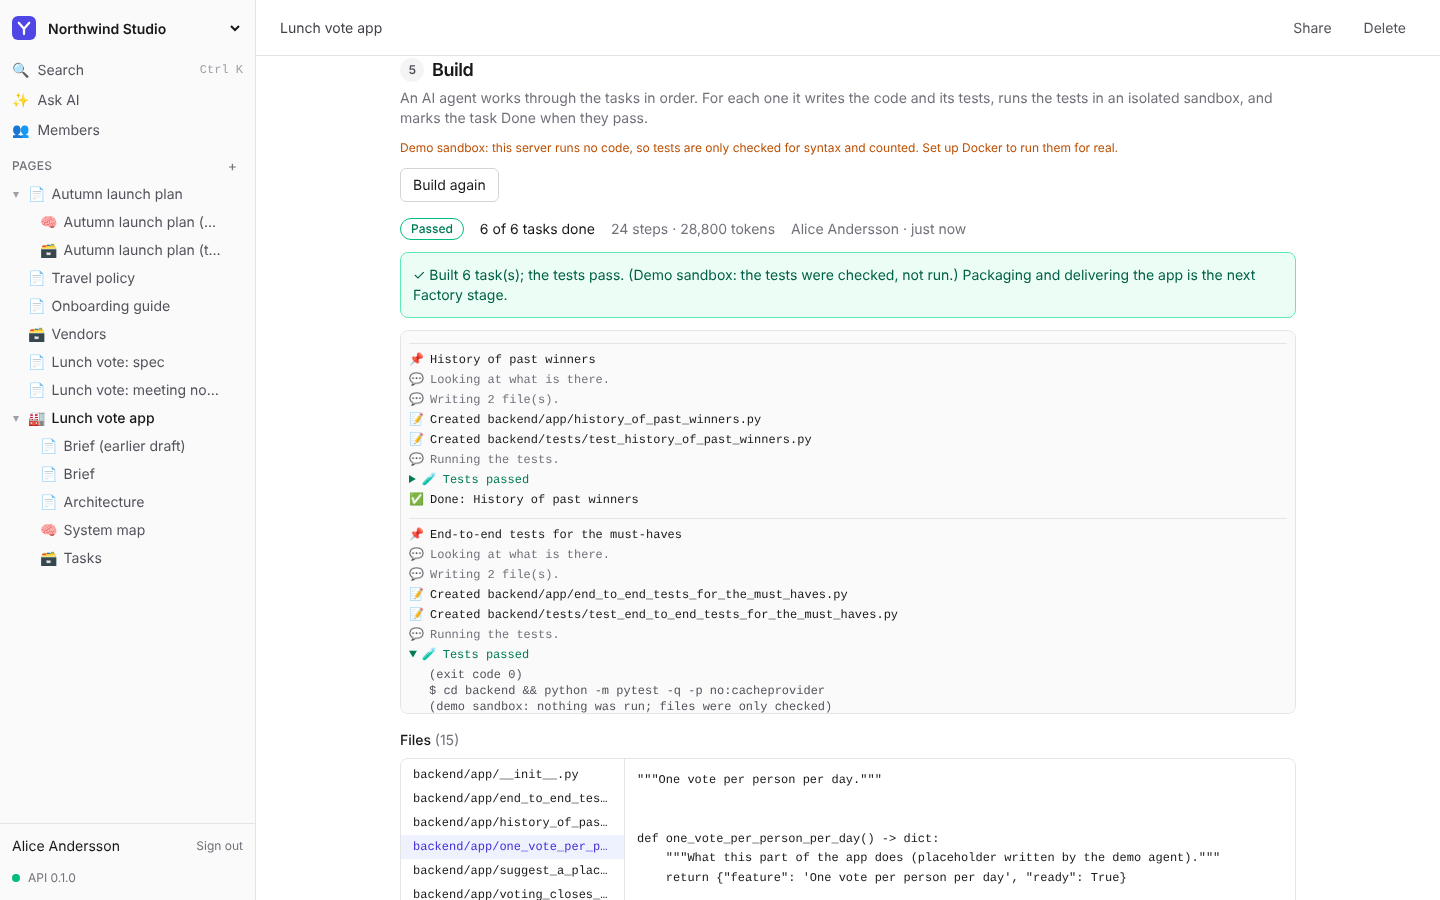 Northwind Studio
Search Ctrl K
Ask AI
Members
PAGES +
Autumn launch plan
Autumn launch plan (...
Autumn launch plan (t...
Travel policy
Onboarding guide
Vendors
Lunch vote: spec
Lunch vote: meeting no...
Lunch vote app
Brief (earlier draft)
Brief
Architecture
System map
Tasks
Alice Andersson Sign out
API 0.1.0
Lunch vote app Share Delete
5 Build
An AI agent works through the tasks in order. For each one it writes the code and its tests, runs the tests in an isolated sandbox, and
marks the task Done when they pass.
Demo sandbox: this server runs no code, so tests are only checked for syntax and counted. Set up Docker to run them for real.
Build again
Passed 6 of 6 tasks done 24 steps · 28,800 tokens Alice Andersson · just now
✓ Built 6 task(s); the tests pass. (Demo sandbox: the tests were checked, not run.) Packaging and delivering the app is the next
Factory stage.
History of past winners
Looking at what is there.
Writing 2 file(s).
Created backend/app/history_of_past_winners.py
Created backend/tests/test_history_of_past_winners.py
Running the tests.
Tests passed
Done: History of past winners
End-to-end tests for the must-haves
Looking at what is there.
Writing 2 file(s).
Created backend/app/end_to_end_tests_for_the_must_haves.py
Created backend/tests/test_end_to_end_tests_for_the_must_haves.py
Running the tests.
Tests passed
(exit code 0)
$ cd backend && python -m pytest -q -p no:cacheprovider
(demo sandbox: nothing was run; files were only checked)
Files (15)
backend/app/__init__.py
backend/app/end_to_end_tes…
backend/app/history_of_pas…
backend/app/one_vote_per_p…
backend/app/suggest_a_plac…
backend/app/voting_closes_…
"""One vote per person per day."""
def one_vote_per_person_per_day() -> dict:
"""What this part of the app does (placeholder written by the demo agent)."""
return {"feature": 'One vote per person per day', "ready": True}